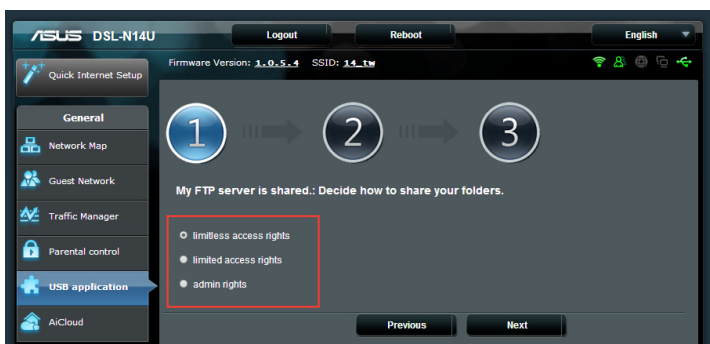 ASUS DSL-N14U Logout Reboot English
Quick Internet Setup
Firmware Version: 1.0.5.4 SSID: 14_tw
General
Network Map
Guest Network
Traffic Manager
Parental control
USB application
AiCloud
1 2 3
My FTP server is shared.: Decide how to share your folders.
limitless access rights
limited access rights
admin rights
Previous Next